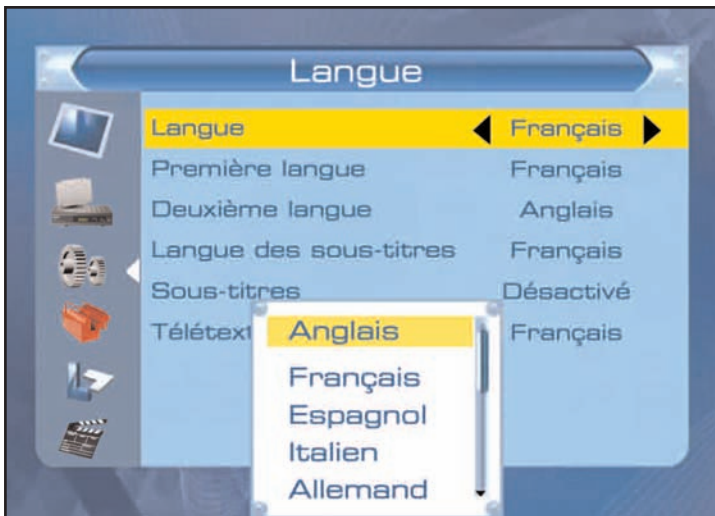 Langue
Langue Français
Première langue Français
Deuxième langue Anglais
Langue des sous-titres Français
Sous-titres Désactivé
Télétext Français
Anglais
Français
Espagnol
Italien
Allemand